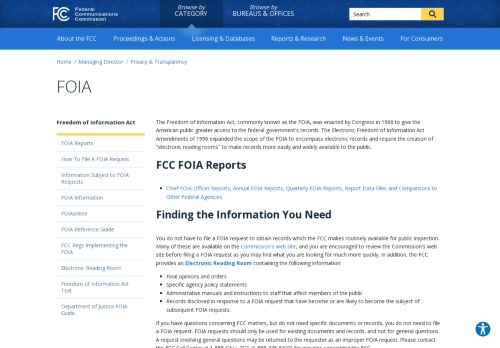 FCC Federal Communications Commission
Browse by CATEGORY
Browse by BUREAUS & OFFICES
Search
About the FCC
Proceedings & Actions
Licensing & Databases
Reports & Research
News & Events
For Consumers
Home / Managing Director / Privacy & Transparency
FOIA
Freedom of Information Act
FOIA Reports
How To File A FOIA Request
Information Subject to FOIA
Requests
FOIA Information
FOIAonline
FOIA Reference Guide
FCC Regs Implementing the
FOIA
Electronic Reading Room
Freedom of Information Act
Text
Department of Justice FOIA
Guide
The Freedom of Information Act, commonly known as the FOIA, was enacted by Congress in 1966 to give the
American public greater access to the federal government's records. The Electronic Freedom of Information Act
Amendments of 1996 expanded the scope of the FOIA to encompass electronic records and require the creation of
"electronic reading rooms" to make records more easily and widely available to the public.
FCC FOIA Reports
Chief FOIA Officer Reports, Annual FOIA Reports, Quarterly FOIA Reports, Report Data Files and Comparisons to
Other Federal Agencies
Finding the Information You Need
You do not have to file a FOIA request to obtain records which the FCC makes routinely available for public inspection.
Many of these are available on the Commission's web site, and you are encouraged to review the Commission's web
site before filing a FOIA request as you may find what you are looking for much more quickly. In addition, the FCC
provides an Electronic Reading Room containing the following information:
Final opinions and orders
Specific agency policy statements
Administrative manuals and instructions to staff that affect members of the public
Records disclosed in response to a FOIA request that have become or are likely to become the subject of
subsequent FOIA requests.
If you have questions concerning FCC matters, but do not need specific documents or records, you do not need to file
a FOIA request. FOIA requests should only be used for existing documents and records, and not for general questions.
A request involving general questions may be returned to the requester as an improper FOIA request. Please contact